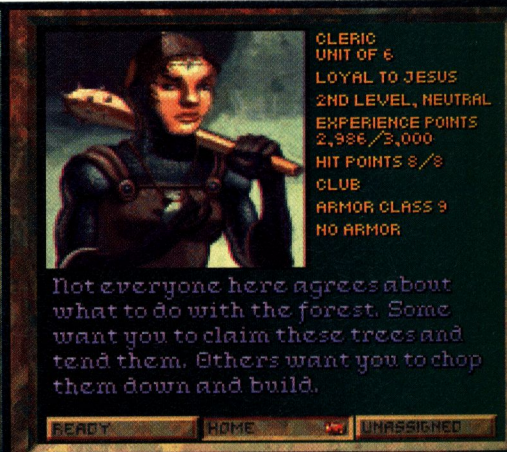 CLERIC
UNIT OF 6
LOYAL TO JESUS
2ND LEVEL, NEUTRAL
EXPERIENCE POINTS
2,986/3,000
HIT POINTS 8/8
CLUB
ARMOR CLASS 9
NO ARMOR
Not everyone here agrees about
what to do with the forest. Some
want you to claim these trees and
tend them. Others want you to chop
them down and build.
READY
HOME
UNASSIGNED